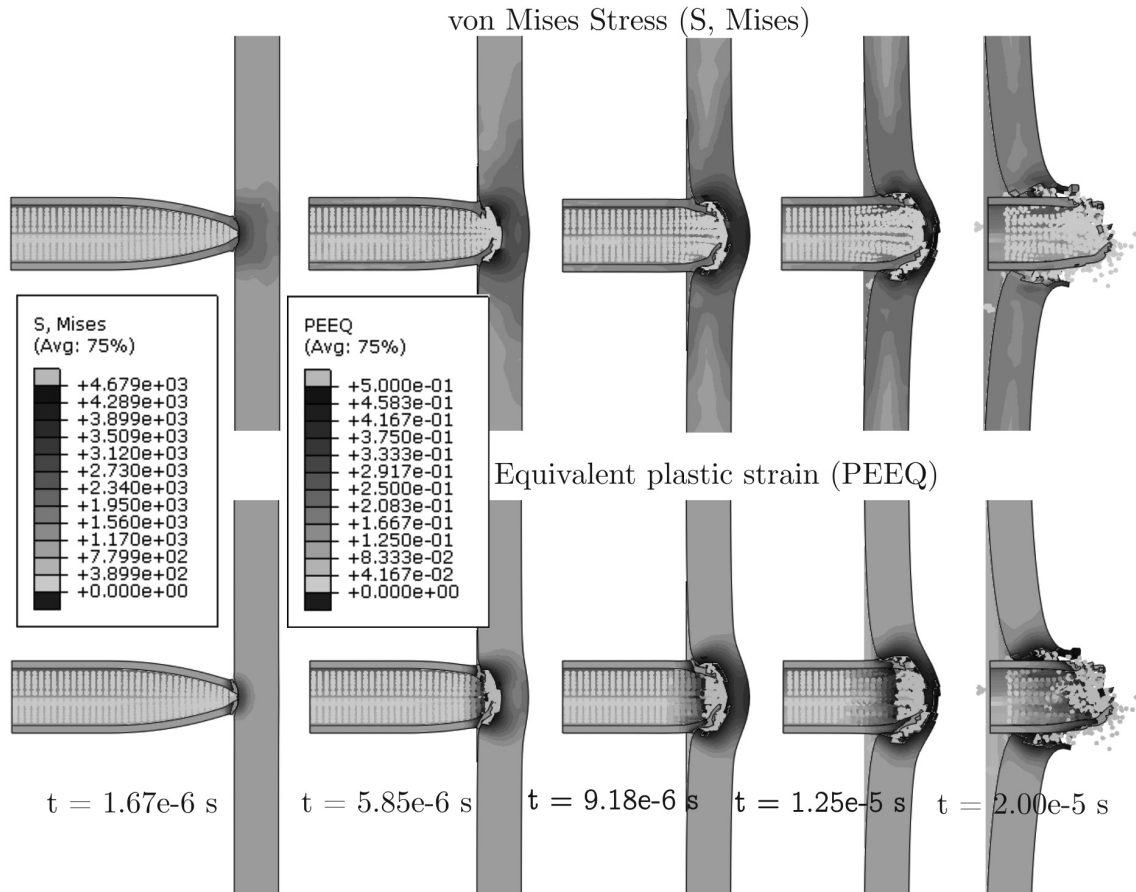 von Mises Stress (S, Mises)
S, Mises
(Avg: 75%)
+4.679e+03
+4.289e+03
+3.899e+03
+3.509e+03
+3.120e+03
+2.730e+03
+2.340e+03
+1.950e+03
+1.560e+03
+1.170e+03
+7.799e+02
+3.899e+02
+0.000e+00
PEEQ
(Avg: 75%)
+5.000e-01
+4.583e-01
+4.167e-01
+3.750e-01
+3.333e-01
+2.917e-01
+2.500e-01
+2.083e-01
+1.667e-01
+1.250e-01
+8.333e-02
+4.167e-02
+0.000e+00
Equivalent plastic strain (PEEQ)
t = 1.67e-6 s
t = 5.85e-6 s
t = 9.18e-6 s
t = 1.25e-5 s
t = 2.00e-5 s